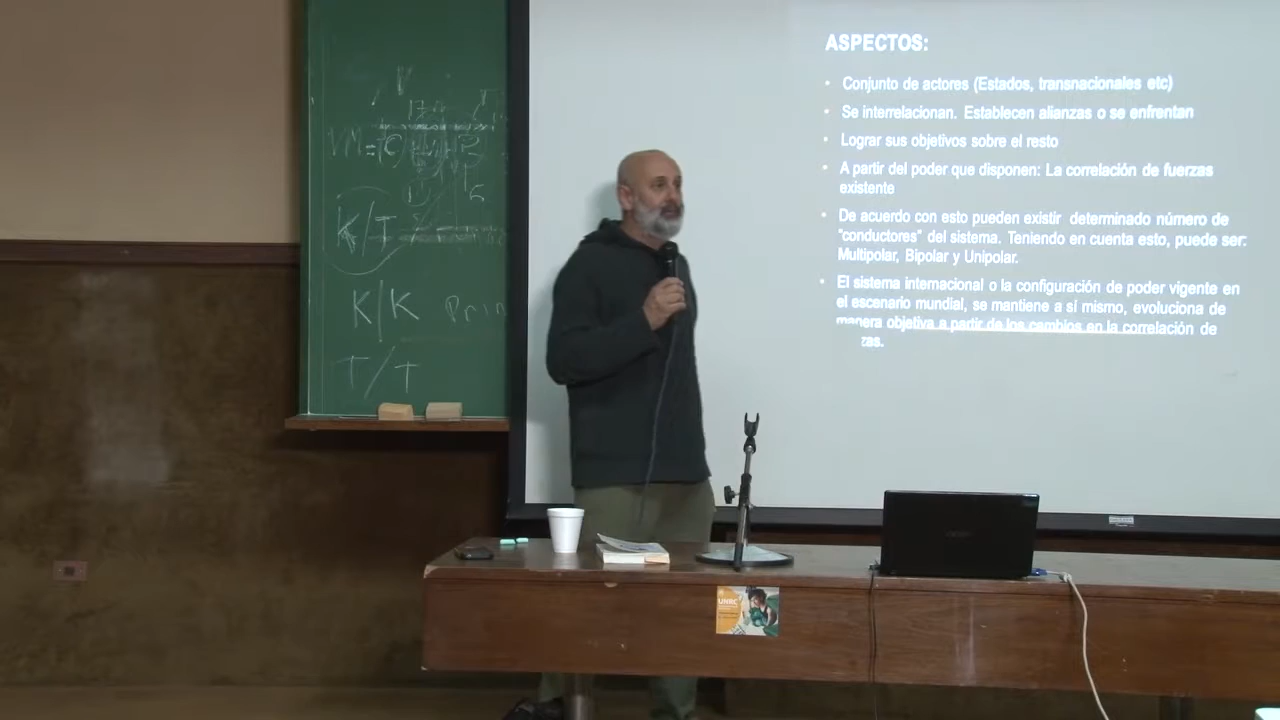 ASPECTOS:
• Conjunto de actores (Estados, transnacionales etc)
• Se interrelacionan. Establecen alianzas o se enfrentan
• Lograr sus objetivos sobre el resto
• A partir del poder que disponen: La correlación de fuerzas
existente
• De acuerdo con esto pueden existir determinado número de
"conductores" del sistema. Teniendo en cuenta esto, puede ser:
Multipolar, Bipolar y Unipolar.
• El sistema internacional o la configuración de poder vigente en
el escenario mundial, se mantiene a sí mismo, evoluciona de
manera objetiva a partir de los cambios en la correlación de
zas.
K/T
K/K Prin
T/T
acer
UNRC